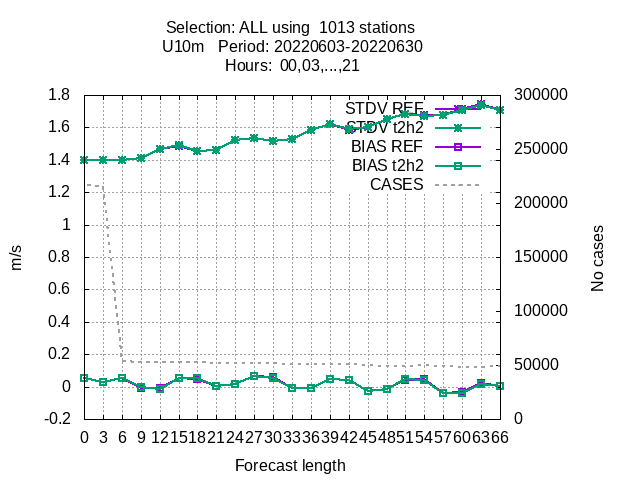 Selection: ALL using  1013 stations
U10m   Period: 20220603-20220630
Hours:  00,03,...,21
1.8
1.6
1.4
1.2
1
0.8
0.6
0.4
0.2
0
-0.2
m/s
STDV REF
STDV t2h2
BIAS REF
BIAS t2h2
CASES
300000
250000
200000
150000
100000
50000
0
No cases
0 3 6 9 12 15 18 21 24 27 30 33 36 39 42 45 48 51 54 57 60 63 66
Forecast length